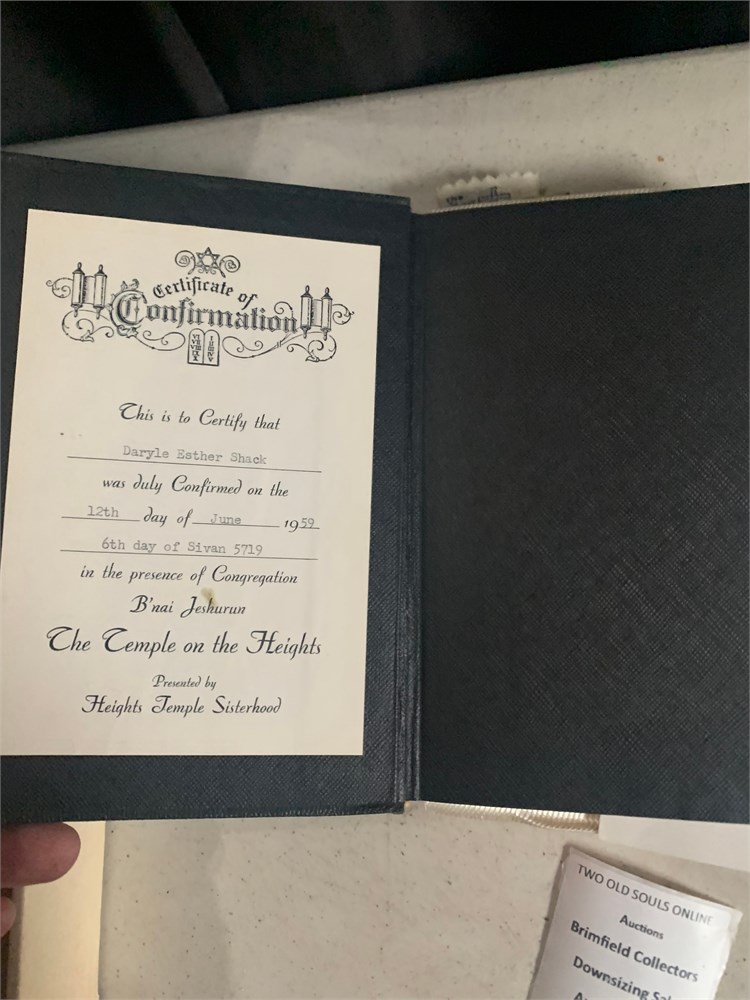 Certificate of
Confirmation
This is to Certify that
Daryle Esther Shack
was duly Confirmed on the
12th day of June 1959
6th day of Sivan 5719
in the presence of Congregation
B'nai Jeshurun
The Temple on the Heights
Presented by
Heights Temple Sisterhood
TWO OLD SOULS ONLINE
Auctions
Brimfield Collectors
Downsizing